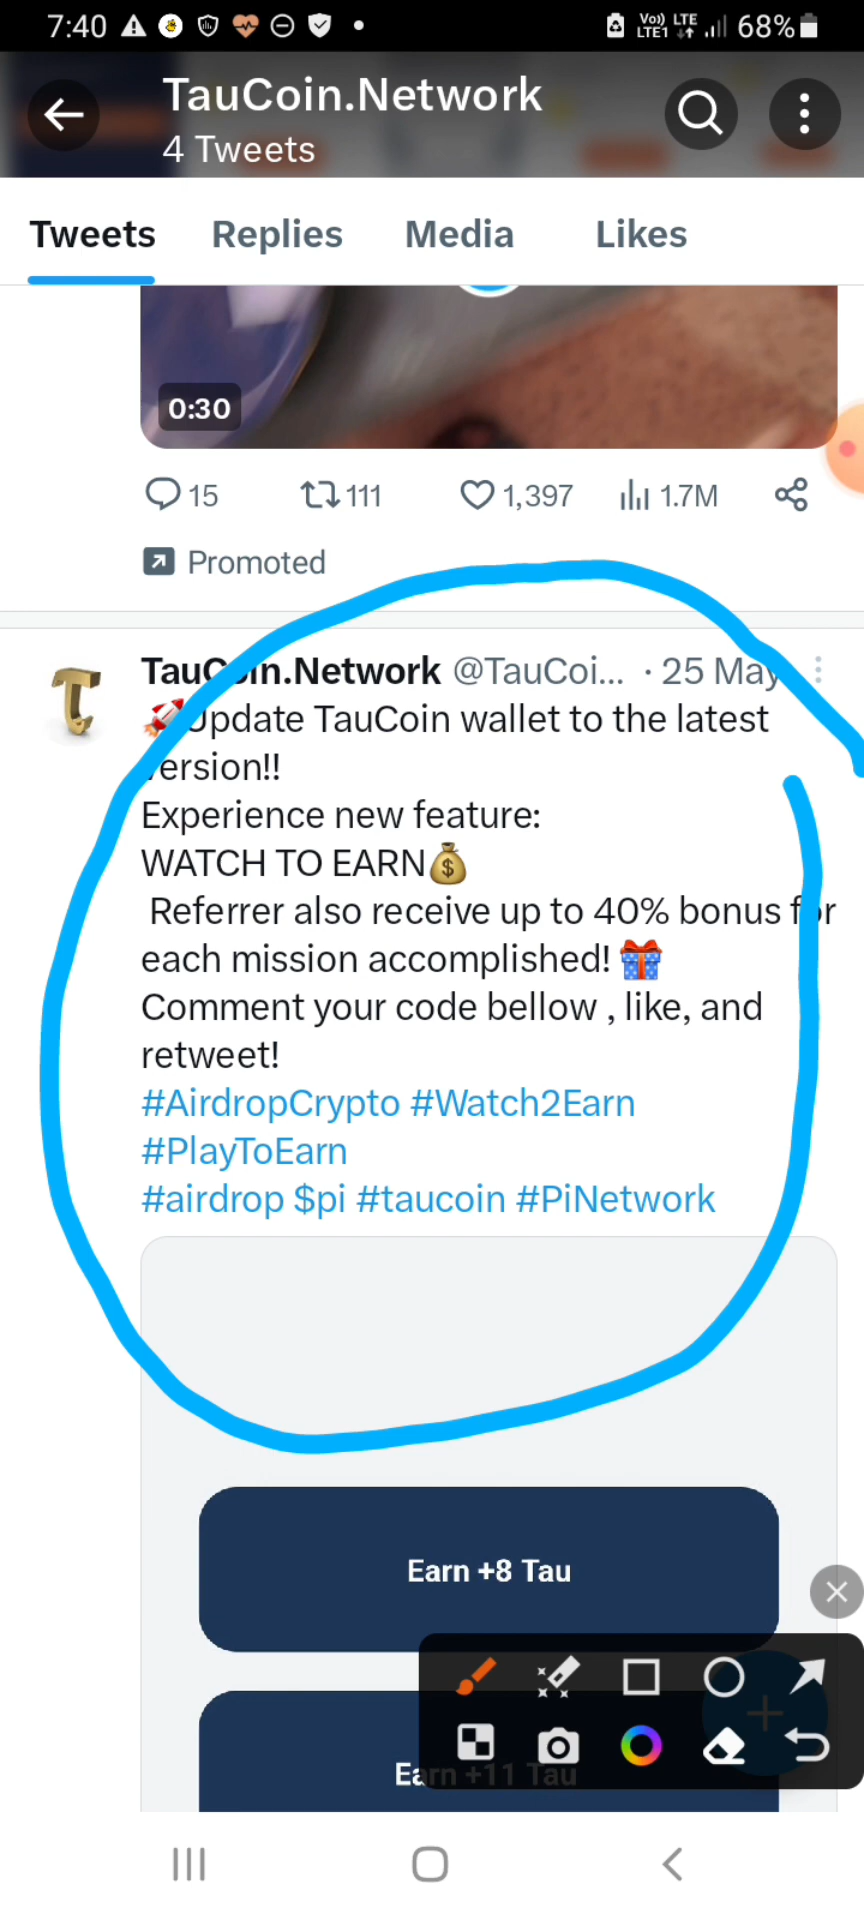 7:40
Vo)) LTE
LTE1
68%
TauCoin.Network
4 Tweets
Tweets Replies Media Likes
0:30
15 111 1,397 1.7M
Promoted
TauCoin.Network @TauCoi... · 25 May
Update TauCoin wallet to the latest
version!!
Experience new feature:
WATCH TO EARN
Referrer also receive up to 40% bonus for
each mission accomplished!
Comment your code bellow , like, and
retweet!
#AirdropCrypto #Watch2Earn
#PlayToEarn
#airdrop $pi #taucoin #PiNetwork
Earn +8 Tau
Earn +11 Tau